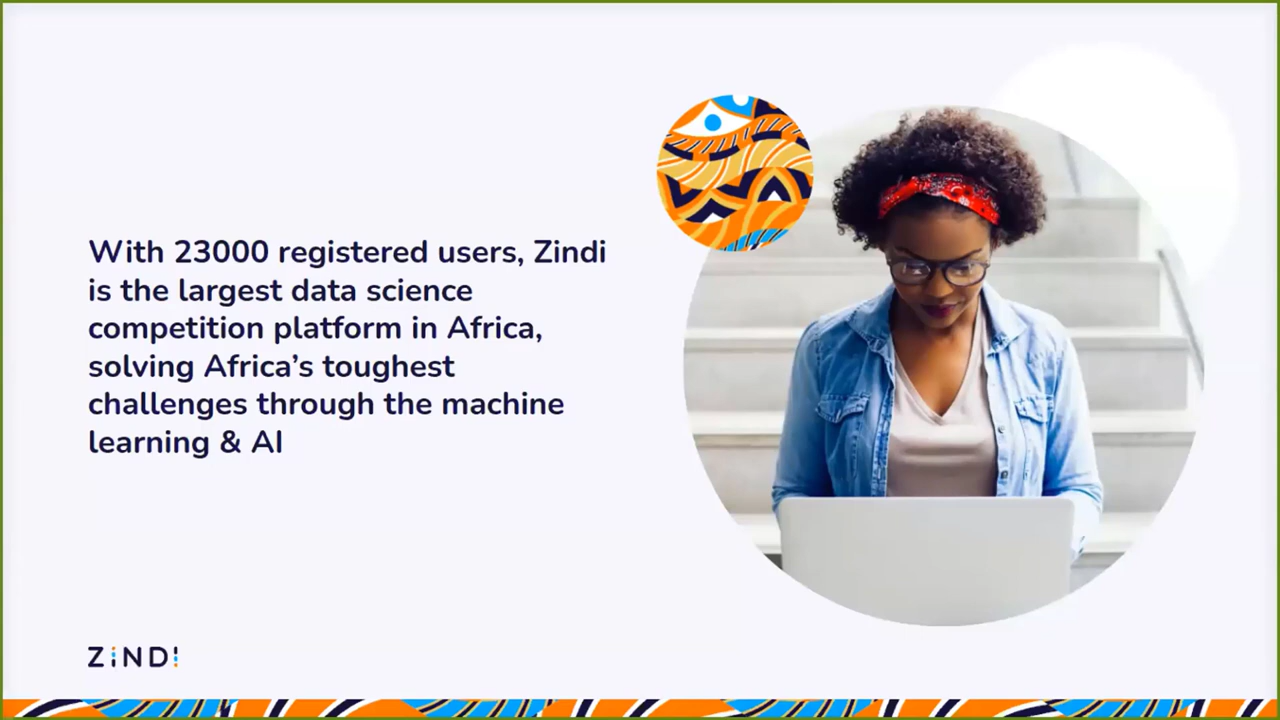 With 23000 registered users, Zindi
is the largest data science
competition platform in Africa,
solving Africa’s toughest
challenges through the machine
learning & AI
ZiNDi